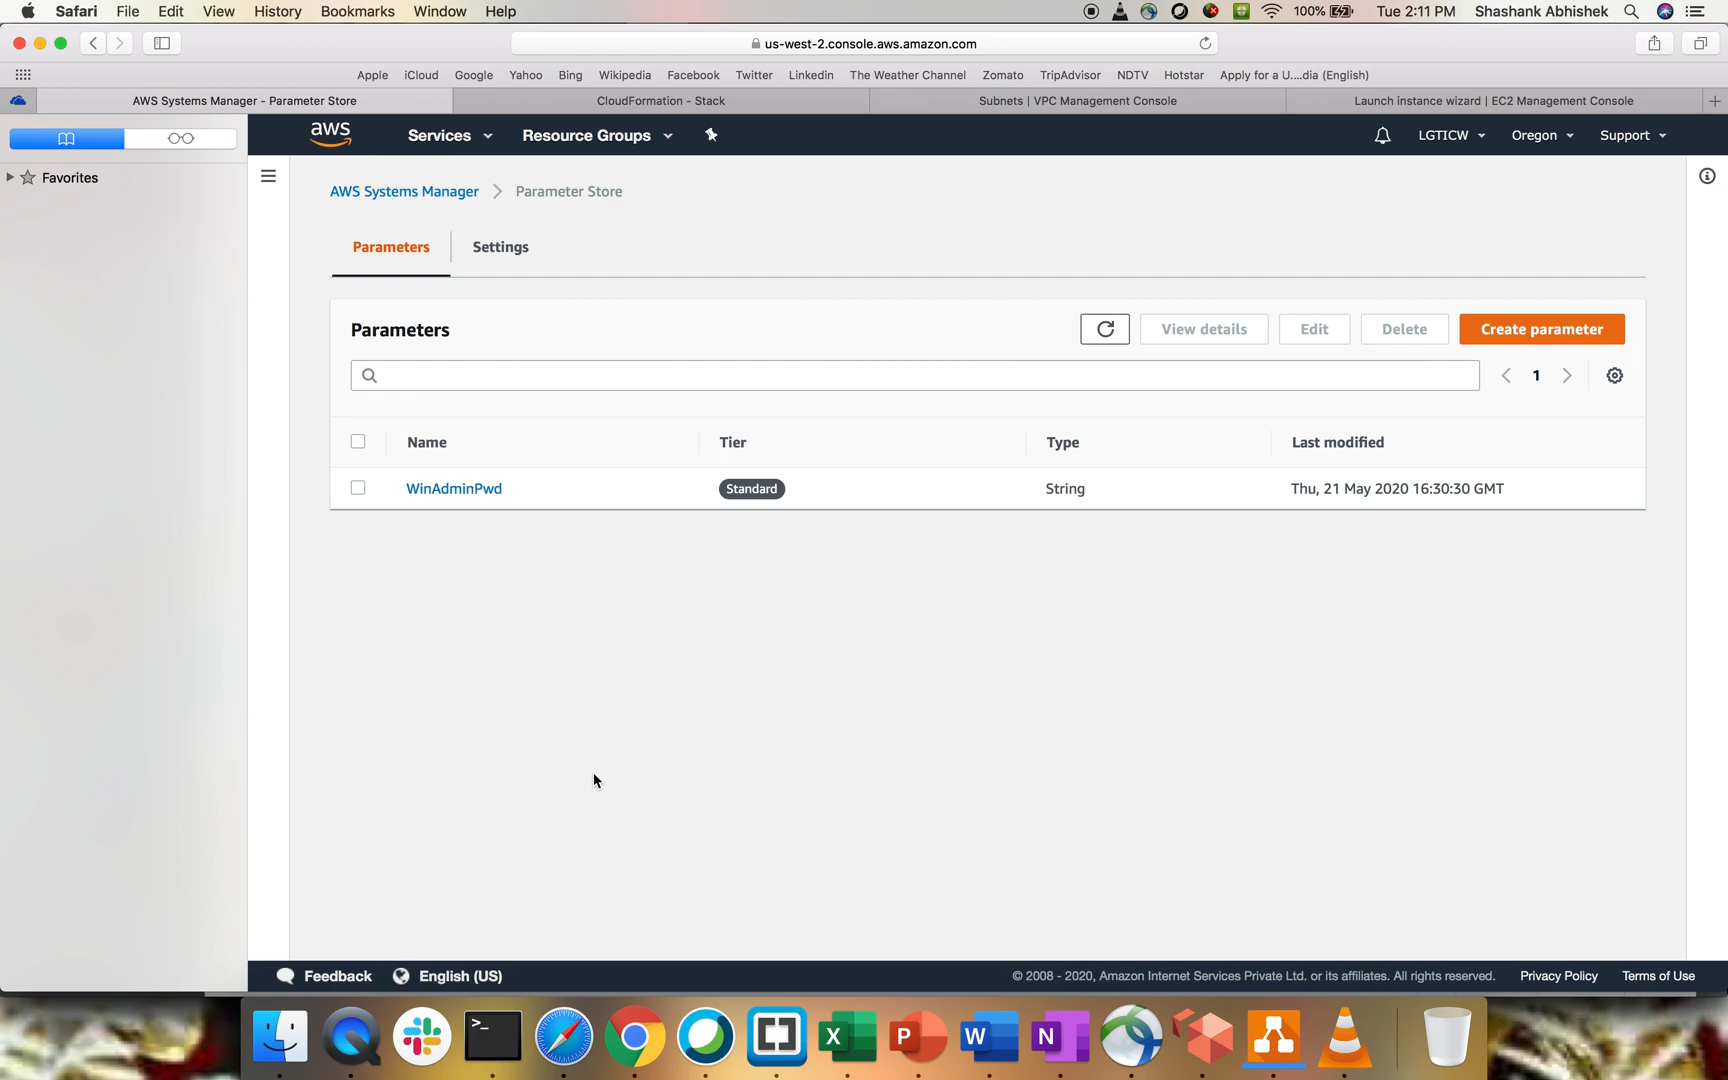 Safari File Edit View History Bookmarks Window Help 100% Tue 2:11 PM Shashank Abhishek
us-west-2.console.aws.amazon.com
Apple iCloud Google Yahoo Bing Wikipedia Facebook Twitter Linkedin The Weather Channel Zomato TripAdvisor NDTV Hotstar Apply for a U....dia (English)
AWS Systems Manager - Parameter Store CloudFormation - Stack Subnets | VPC Management Console Launch instance wizard | EC2 Management Console
aws Services Resource Groups LGTICW Oregon Support
Favorites
AWS Systems Manager Parameter Store
Parameters Settings
Parameters View details Edit Delete Create parameter
1
Name Tier Type Last modified
WinAdminPwd Standard String Thu, 21 May 2020 16:30:30 GMT
Feedback English (US) © 2008 - 2020, Amazon Internet Services Private Ltd. or its affiliates. All rights reserved. Privacy Policy Terms of Use
>_ X P W N